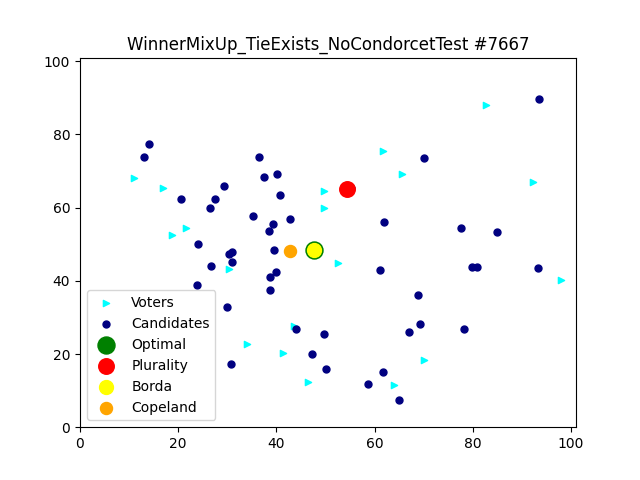 WinnerMixUp_TieExists_NoCondorcetTest #7667
100
80
60
40
20
0
Voters
Candidates
Optimal
Plurality
Borda
Copeland
0 20 40 60 80 100